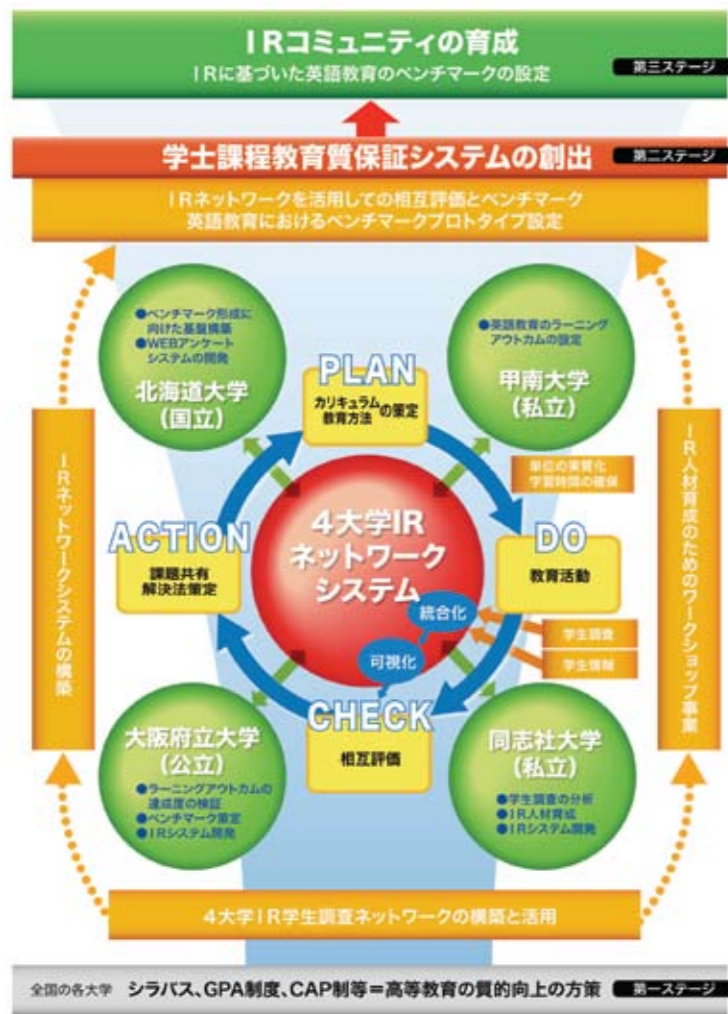 IRコミュニティの育成
IRに基づいた英語教育のベンチマークの設定
第三ステージ
学士課程教育質保証システムの創出
第二ステージ
IRネットワークを活用しての相互評価とベンチマーク
英語教育におけるベンチマークプロトタイプ設定
●ベンチマーク形成に
向けた基盤構築
●WEBアンケート
システムの開発
北海道大学
(国立)
●英語教育のラーニング
アウトカムの設定
甲南大学
(私立)
PLAN
カリキュラム
教育方法
の策定
単位の実質化
学習時間の確保
IRネットワークシステムの構築
IR人材育成のためのワークショップ事業
ACTION
課題共有
解決法策定
4大学IR
ネットワーク
システム
DO
教育活動
統合化
可視化
学生調査
学生情報
CHECK
相互評価
大阪府立大学
(公立)
●ラーニングアウトカムの
達成度の検証
●ベンチマーク策定
●IRシステム開発
同志社大学
(私立)
●学生調査の分析
●IR人材育成
●IRシステム開発
4大学IR学生調査ネットワークの構築と活用
全国の各大学 シラバス、GPA制度、CAP制等=高等教育の質的向上の方策
第一ステージ